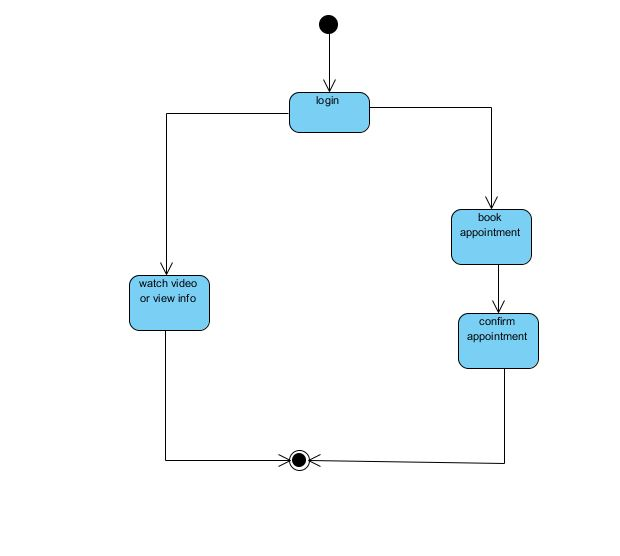 login
book
appointment
watch video
or view info
confirm
appointment